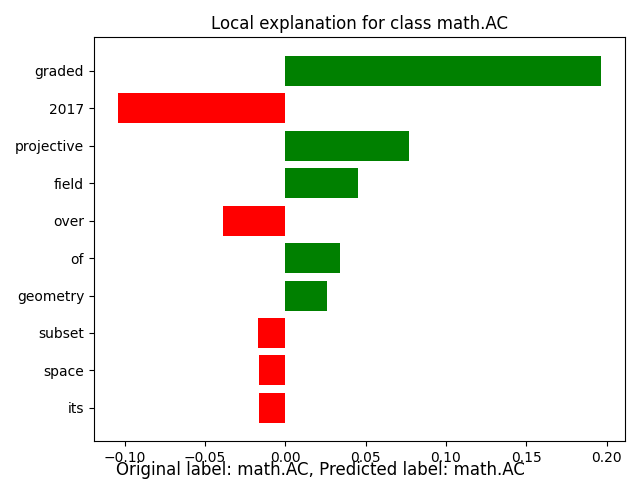 Local explanation for class math.AC
graded
2017
projective
field
over
of
geometry
subset
space
its
−0.10 −0.05 0.00 0.05 0.10 0.15 0.20
Original label: math.AC, Predicted label: math.AC